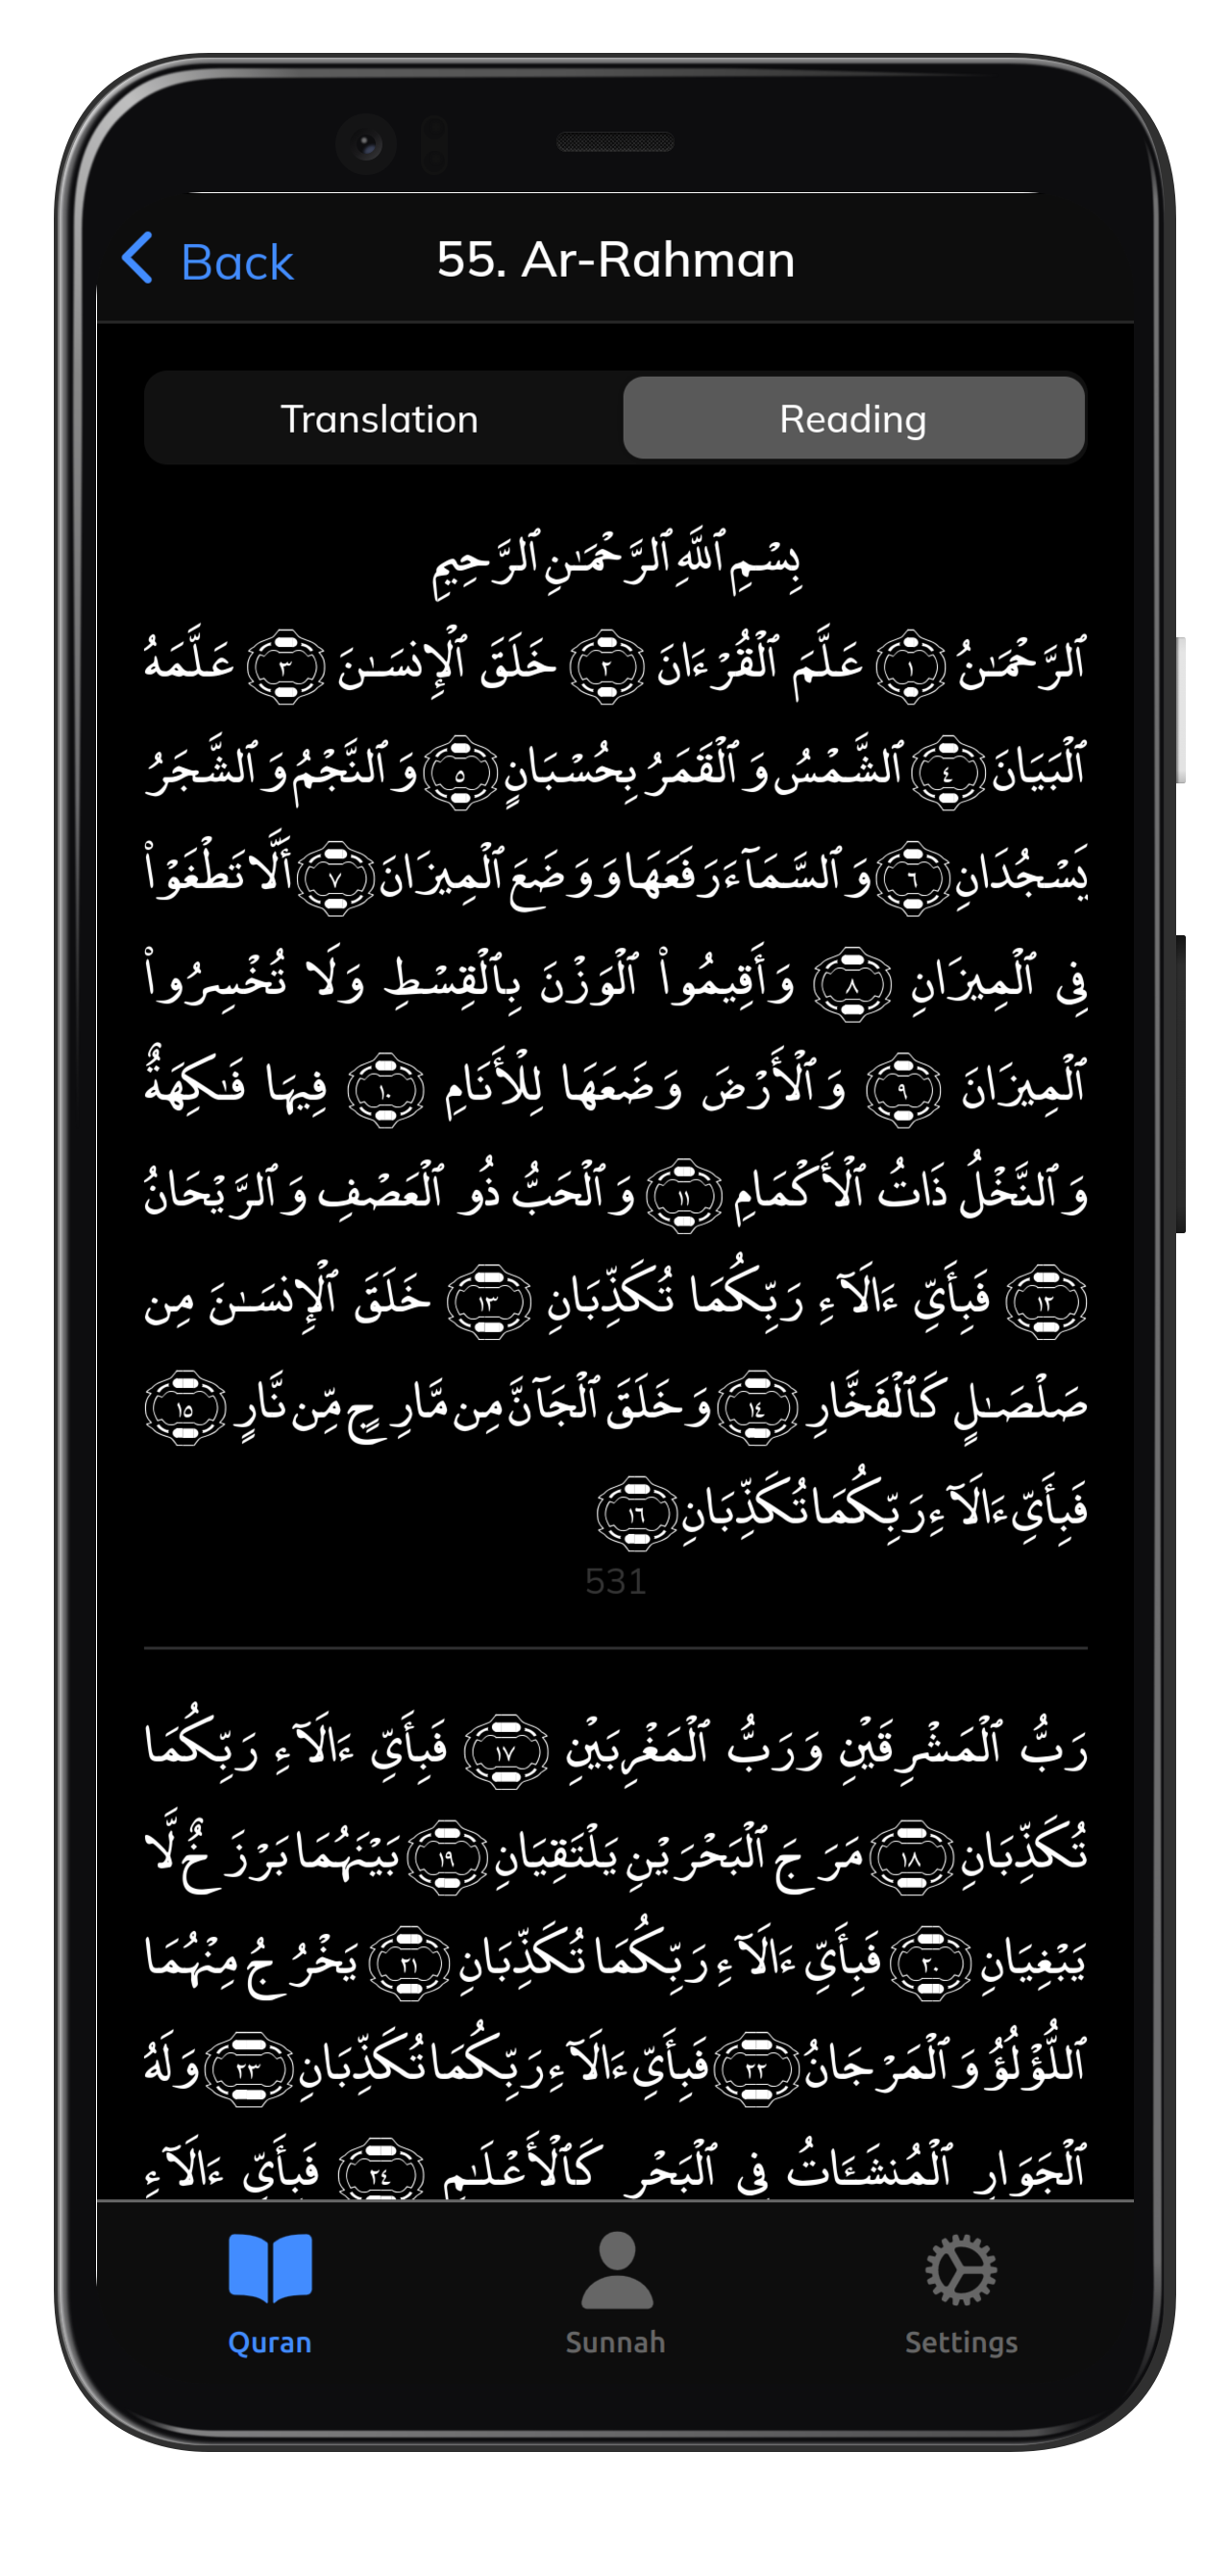 Back
55. Ar-Rahman
Translation
Reading
بِسْمِ ٱللَّهِ ٱلرَّحْمَـٰنِ ٱلرَّحِيمِ
ٱلرَّحْمَـٰنُ ١ عَلَّمَ ٱلْقُرْءَانَ ٢ خَلَقَ ٱلْإِنسَـٰنَ ٣ عَلَّمَهُ
ٱلْبَيَانَ ٤ ٱلشَّمْسُ وَٱلْقَمَرُ بِحُسْبَانٍ ٥ وَٱلنَّجْمُ وَٱلشَّجَرُ
يَسْجُدَانِ ٦ وَٱلسَّمَآءَ رَفَعَهَا وَوَضَعَ ٱلْمِيزَانَ ٧ أَلَّا تَطْغَوْا۟
فِى ٱلْمِيزَانِ ٨ وَأَقِيمُوا۟ ٱلْوَزْنَ بِٱلْقِسْطِ وَلَا تُخْسِرُوا۟
ٱلْمِيزَانَ ٩ وَٱلْأَرْضَ وَضَعَهَا لِلْأَنَامِ ١٠ فِيهَا فَـٰكِهَةٌ
وَٱلنَّخْلُ ذَاتُ ٱلْأَكْمَامِ ١١ وَٱلْحَبُّ ذُو ٱلْعَصْفِ وَٱلرَّيْحَانُ
١٢ فَبِأَىِّ ءَالَآءِ رَبِّكُمَا تُكَذِّبَانِ ١٣ خَلَقَ ٱلْإِنسَـٰنَ مِن
صَلْصَـٰلٍ كَٱلْفَخَّارِ ١٤ وَخَلَقَ ٱلْجَآنَّ مِن مَّارِجٍ مِّن نَّارٍ ١٥
فَبِأَىِّ ءَالَآءِ رَبِّكُمَا تُكَذِّبَانِ ١٦
531
رَبُّ ٱلْمَشْرِقَيْنِ وَرَبُّ ٱلْمَغْرِبَيْنِ ١٧ فَبِأَىِّ ءَالَآءِ رَبِّكُمَا
تُكَذِّبَانِ ١٨ مَرَجَ ٱلْبَحْرَيْنِ يَلْتَقِيَانِ ١٩ بَيْنَهُمَا بَرْزَخٌ لَّا
يَبْغِيَانِ ٢٠ فَبِأَىِّ ءَالَآءِ رَبِّكُمَا تُكَذِّبَانِ ٢١ يَخْرُجُ مِنْهُمَا
ٱللُّؤْلُؤُ وَٱلْمَرْجَانُ ٢٢ فَبِأَىِّ ءَالَآءِ رَبِّكُمَا تُكَذِّبَانِ ٢٣ وَلَهُ
ٱلْجَوَارِ ٱلْمُنشَـَٔاتُ فِى ٱلْبَحْرِ كَٱلْأَعْلَـٰمِ ٢٤ فَبِأَىِّ ءَالَآءِ
Quran
Sunnah
Settings